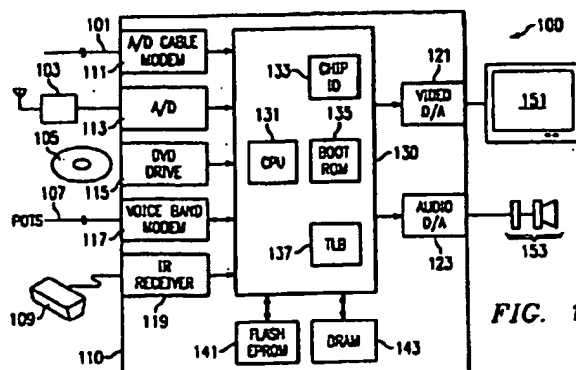 100
101
A/D CABLE
MODEM
111
103
A/D
113
105
DVD
DRIVE
115
107
POTS
VOICE BAND
MODEM
117
IR
RECEIVER
119
109
110
133
CHIP
ID
131
CPU
135
BOOT
ROM
130
137
TLB
121
VIDEO
D/A
151
AUDIO
D/A
123
153
141
FLASH
EPROM
DRAM
143
FIG. 1